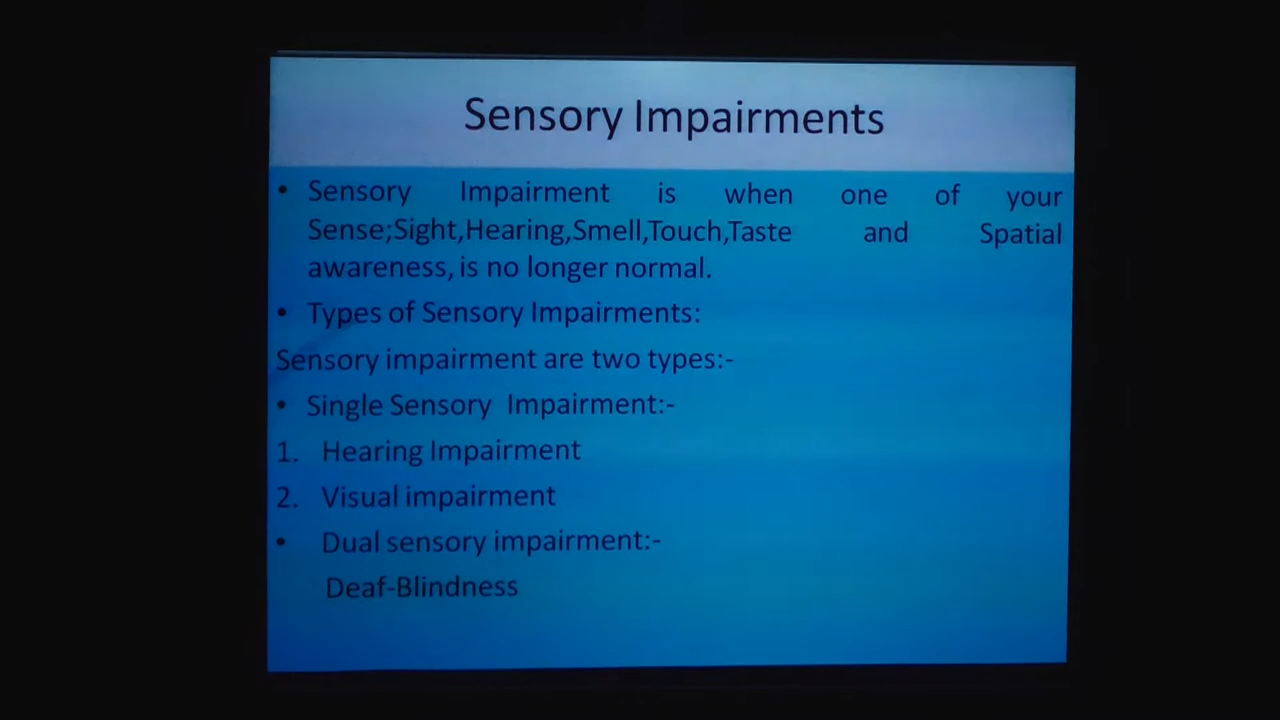 Sensory Impairments
• Sensory Impairment is when one of your
Sense;Sight,Hearing,Smell,Touch,Taste and Spatial
awareness, is no longer normal.
• Types of Sensory Impairments:
Sensory impairment are two types:-
• Single Sensory Impairment:-
1. Hearing Impairment
2. Visual impairment
• Dual sensory impairment:-
Deaf-Blindness